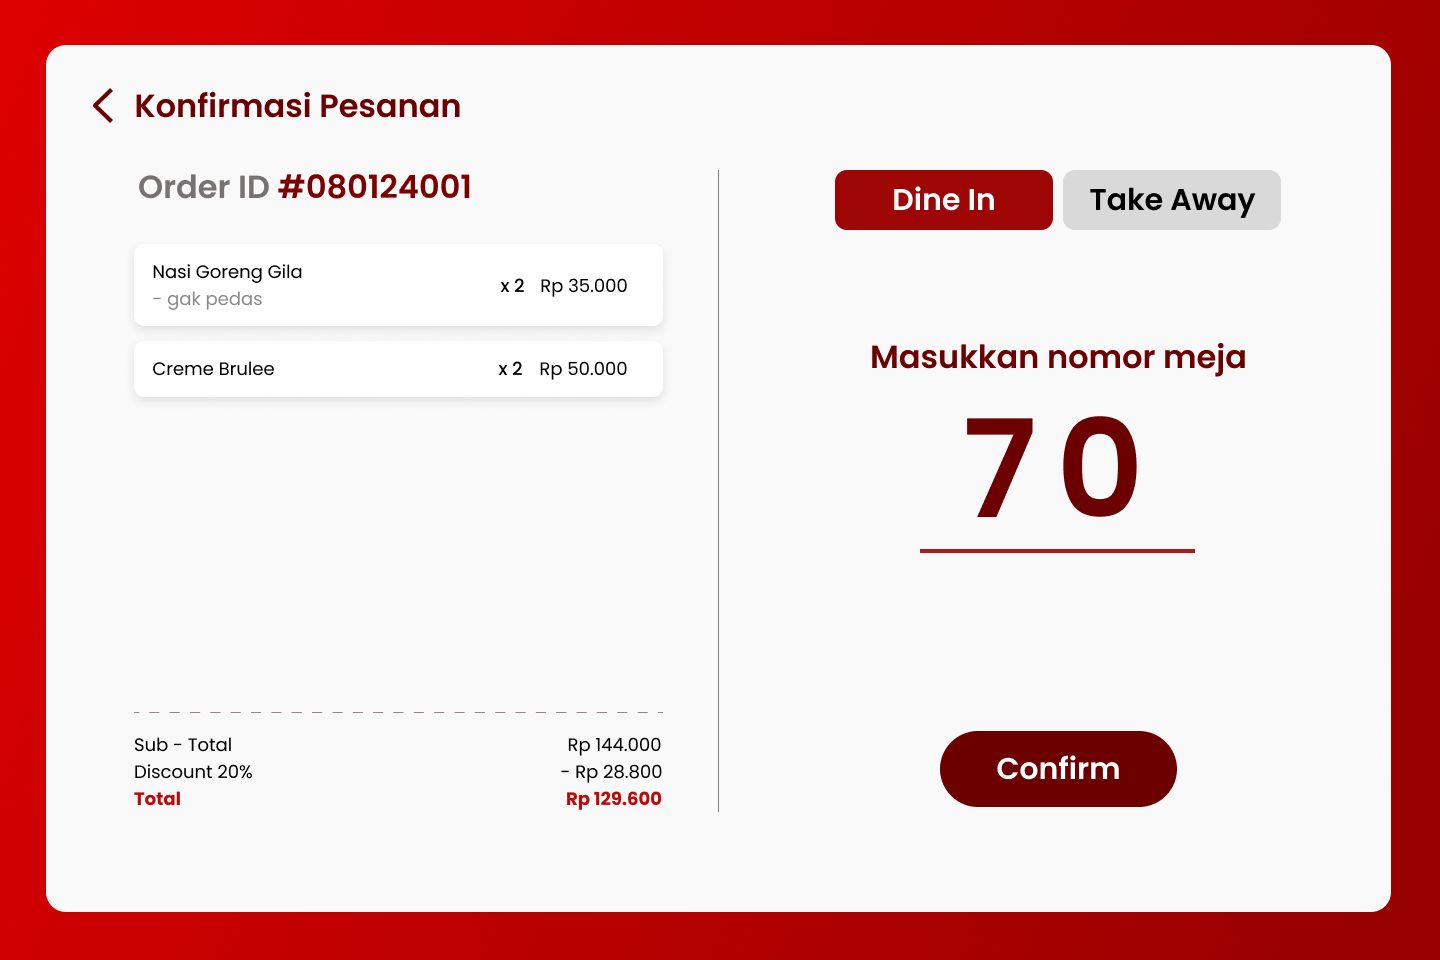 Konfirmasi Pesanan
Order ID #080124001
Nasi Goreng Gila
- gak pedas
x 2 Rp 35.000
Creme Brulee x 2 Rp 50.000
Sub - Total Rp 144.000
Discount 20% - Rp 28.800
Total Rp 129.600
Dine In Take Away
Masukkan nomor meja
70
Confirm